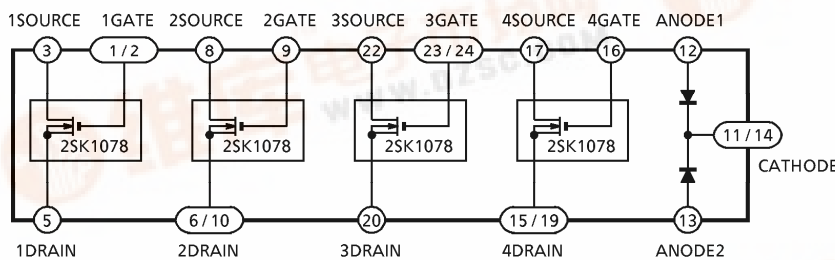 1SOURCE 1GATE 2SOURCE 2GATE 3SOURCE 3GATE 4SOURCE 4GATE ANODE1
3 1 / 2 8 9 22 23 / 24 17 16 12
2SK1078 2SK1078 2SK1078 2SK1078
11 / 14
CATHODE
5 6 / 10 20 15 / 19 13
1DRAIN 2DRAIN 3DRAIN 4DRAIN ANODE2